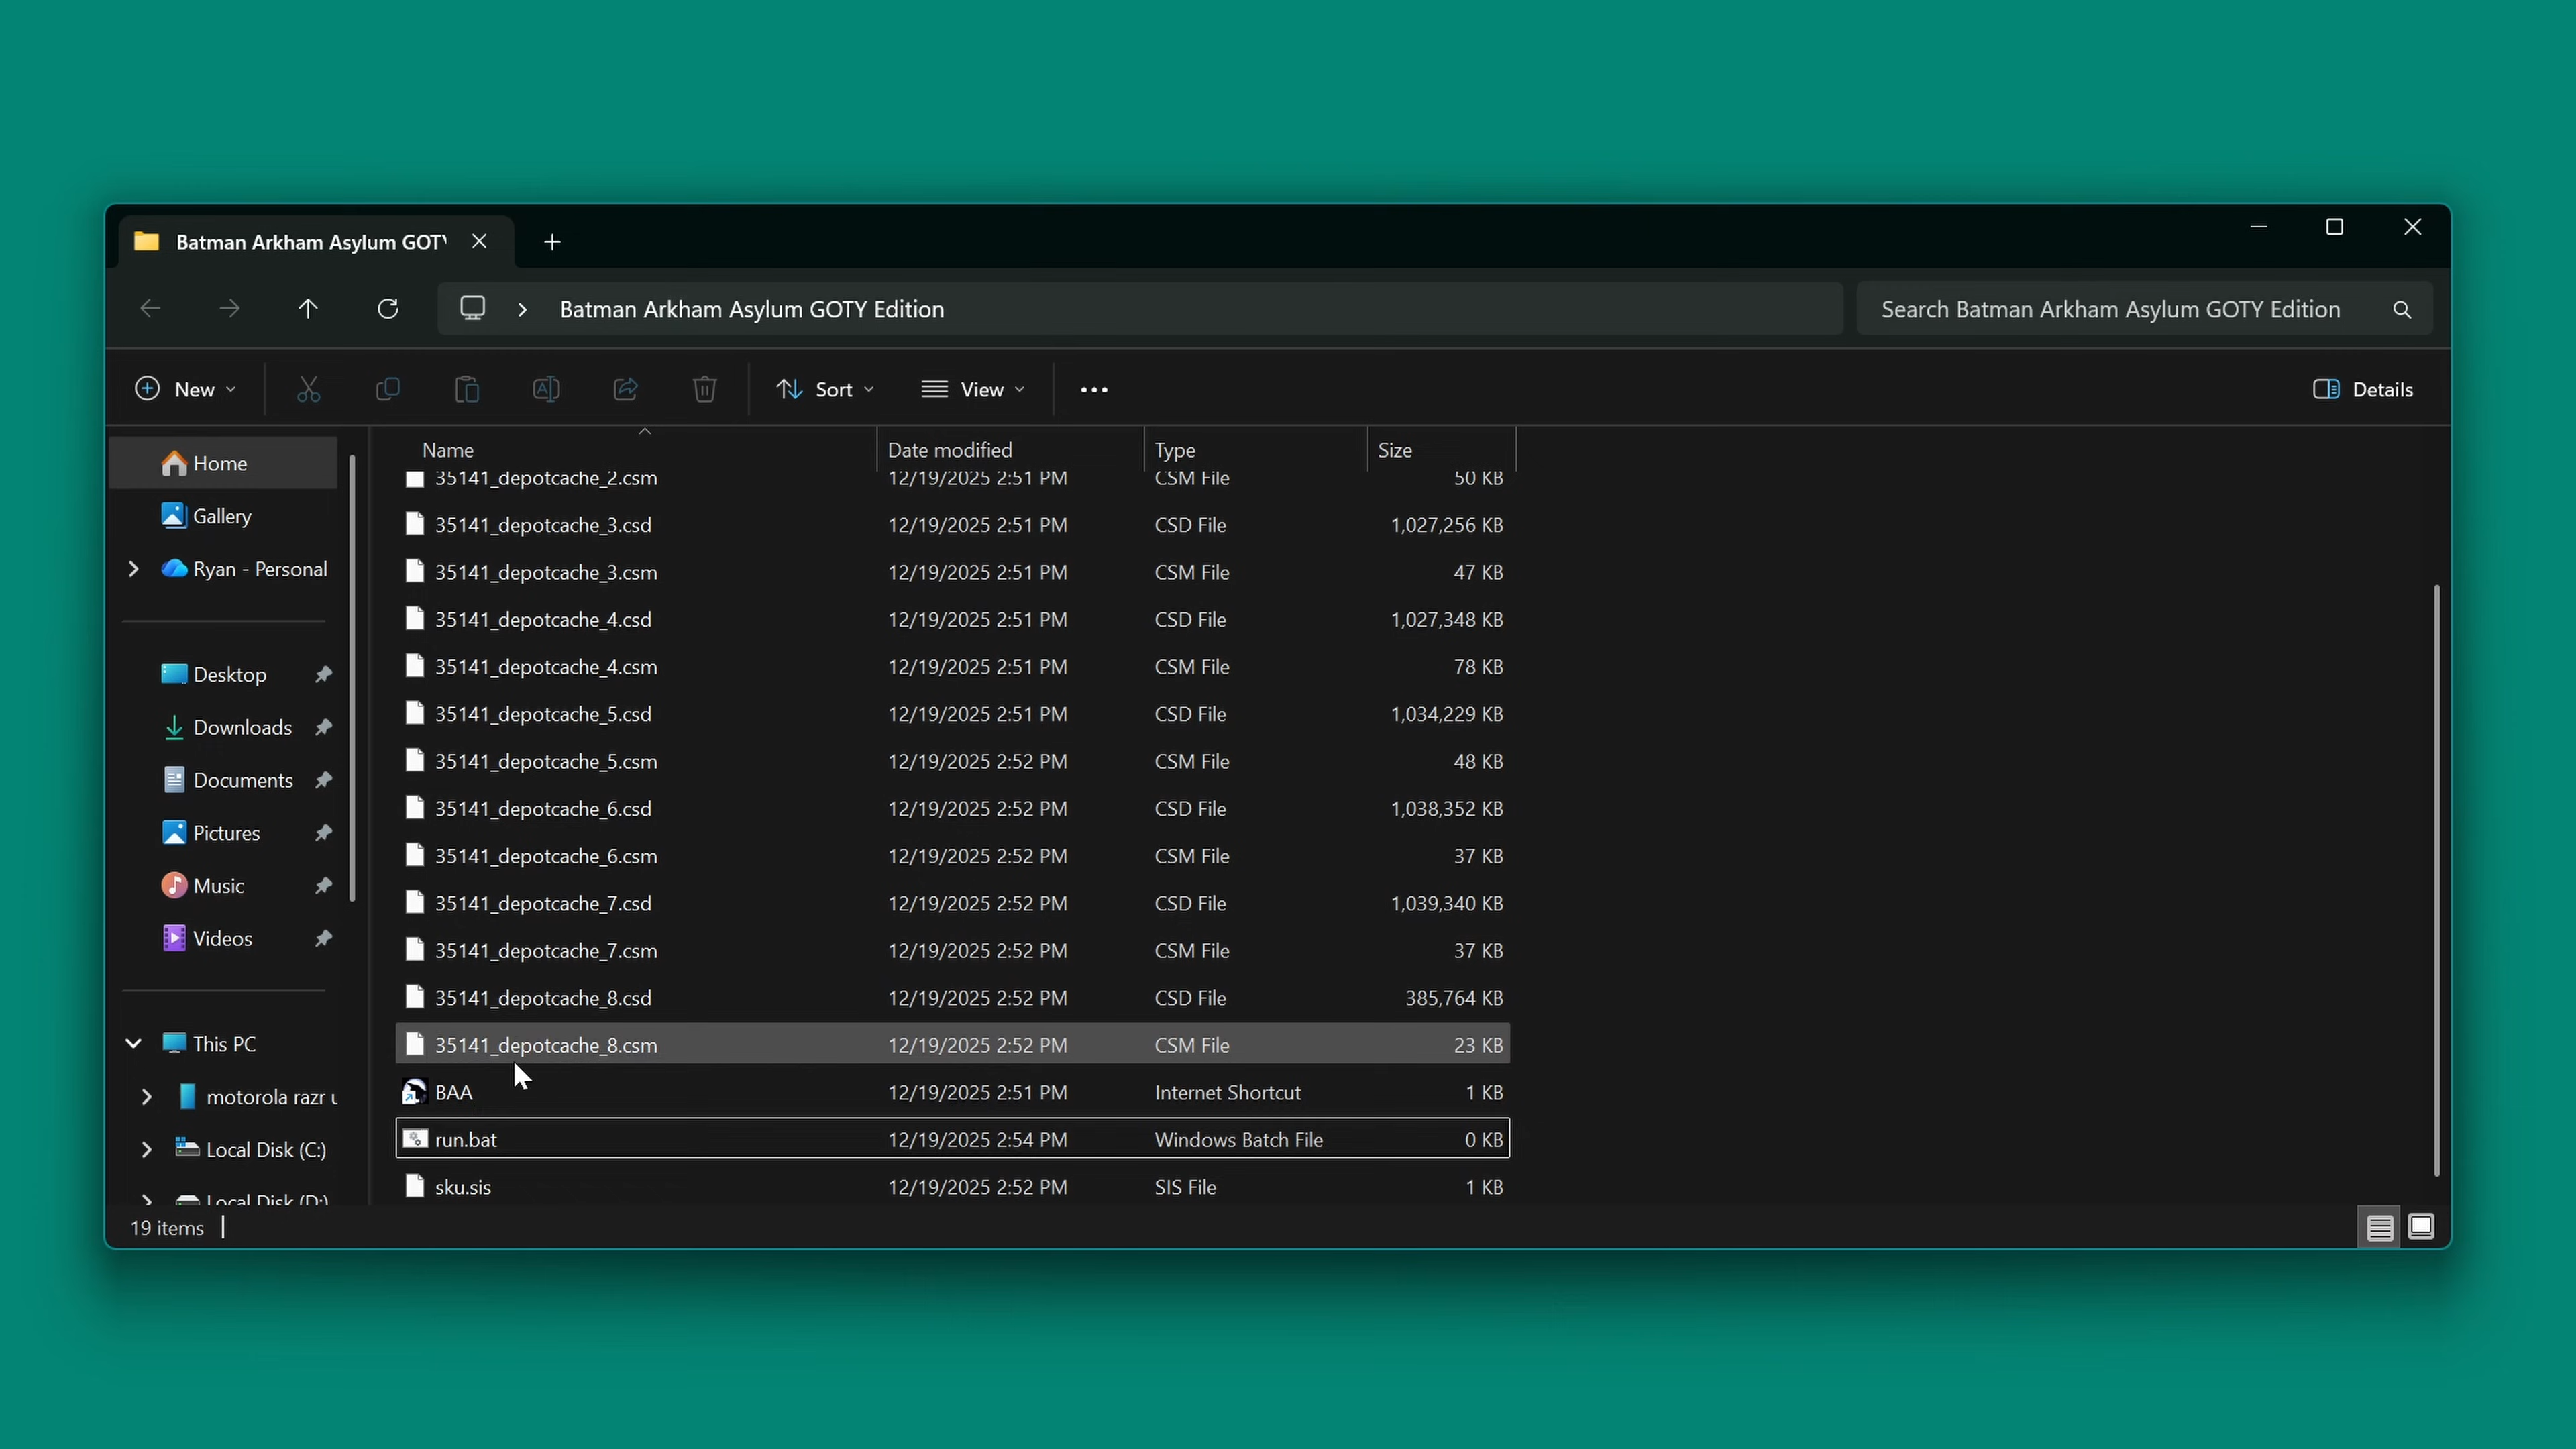 Batman Arkham Asylum GOTY
Batman Arkham Asylum GOTY Edition
Search Batman Arkham Asylum GOTY Edition
New
Sort
View
Details
Name Date modified Type Size
Home
Gallery
Ryan - Personal
Desktop
Downloads
Documents
Pictures
Music
Videos
This PC
motorola razr u
Local Disk (C:)
Local Disk (D:)
35141_depotcache_2.csm 12/19/2025 2:51 PM CSM File 50 KB
35141_depotcache_3.csd 12/19/2025 2:51 PM CSD File 1,027,256 KB
35141_depotcache_3.csm 12/19/2025 2:51 PM CSM File 47 KB
35141_depotcache_4.csd 12/19/2025 2:51 PM CSD File 1,027,348 KB
35141_depotcache_4.csm 12/19/2025 2:51 PM CSM File 78 KB
35141_depotcache_5.csd 12/19/2025 2:51 PM CSD File 1,034,229 KB
35141_depotcache_5.csm 12/19/2025 2:52 PM CSM File 48 KB
35141_depotcache_6.csd 12/19/2025 2:52 PM CSD File 1,038,352 KB
35141_depotcache_6.csm 12/19/2025 2:52 PM CSM File 37 KB
35141_depotcache_7.csd 12/19/2025 2:52 PM CSD File 1,039,340 KB
35141_depotcache_7.csm 12/19/2025 2:52 PM CSM File 37 KB
35141_depotcache_8.csd 12/19/2025 2:52 PM CSD File 385,764 KB
35141_depotcache_8.csm 12/19/2025 2:52 PM CSM File 23 KB
BAA 12/19/2025 2:51 PM Internet Shortcut 1 KB
run.bat 12/19/2025 2:54 PM Windows Batch File 0 KB
sku.sis 12/19/2025 2:52 PM SIS File 1 KB
19 items